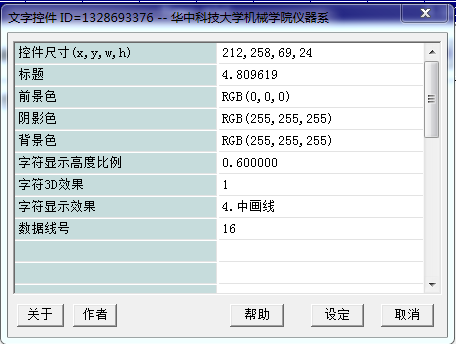 文字控件 ID=1328693376 -- 华中科技大学机械学院仪器系
控件尺寸(x,y,w,h) 212,258,69,24
标题 4.809619
前景色 RGB(0,0,0)
阴影色 RGB(255,255,255)
背景色 RGB(255,255,255)
字符显示高度比例 0.600000
字符3D效果 1
字符显示效果 4.中画线
数据线号 16
关于 作者 帮助 设定 取消